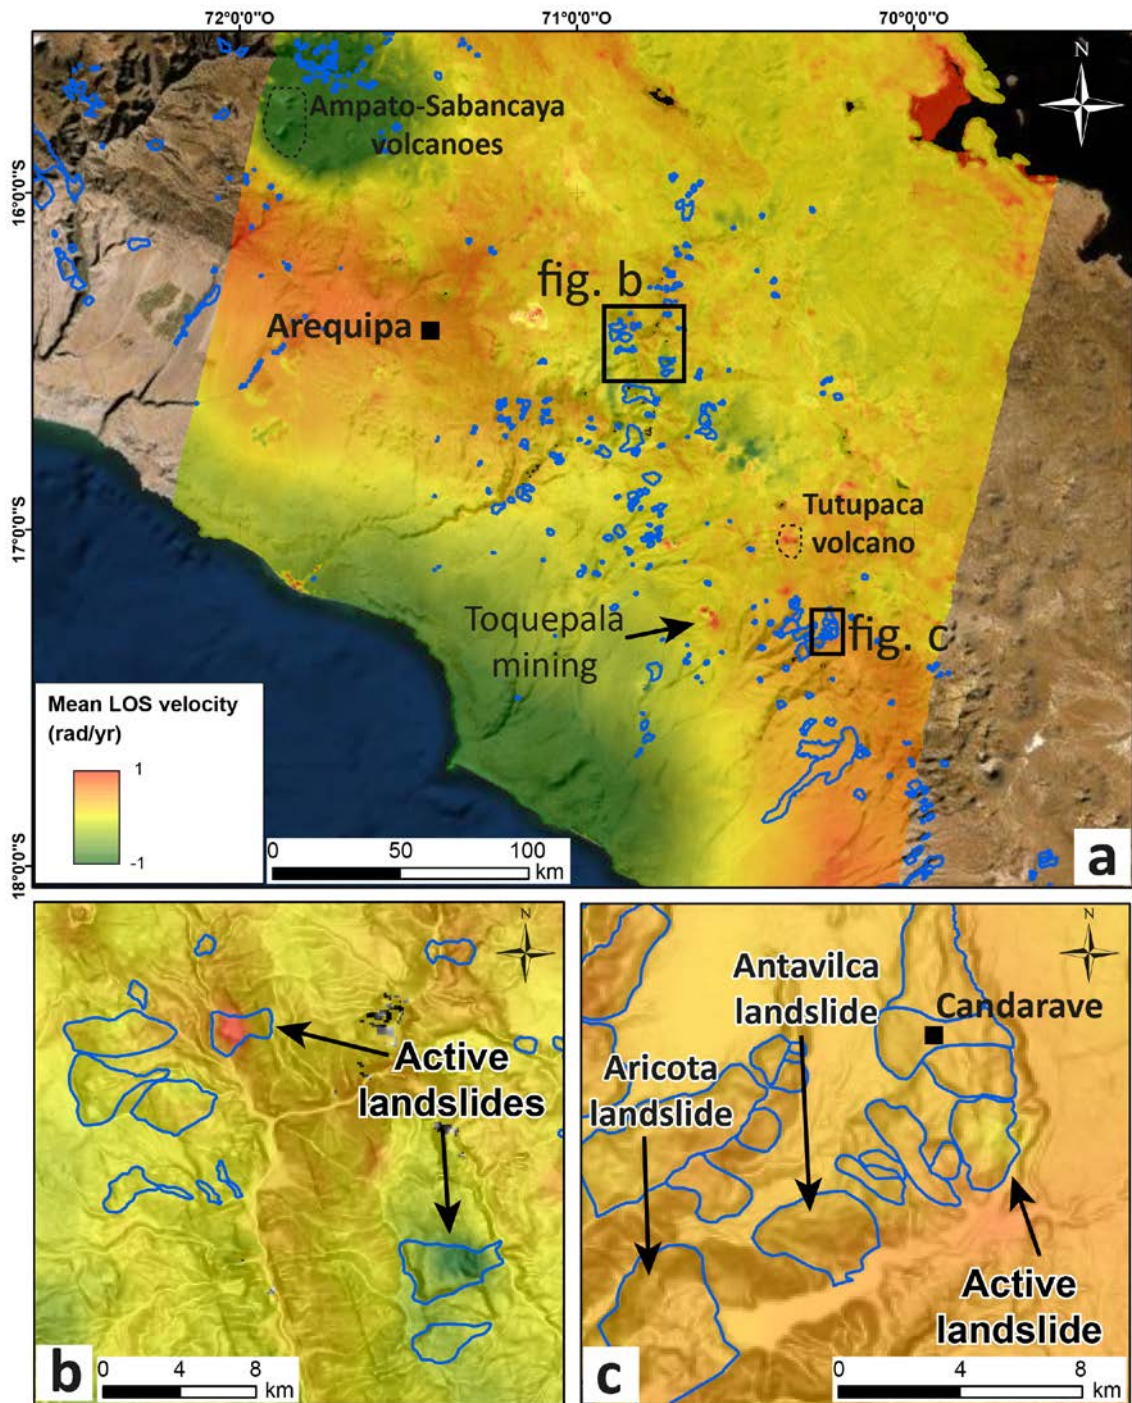 72°0'0"O
71°0'0"O
70°0'0"O
N
Ampato-Sabancaya
volcanoes
16°0'0"S
fig. b
Arequipa
17°0'0"S
Tutupaca
volcano
Toquepala
mining
fig. c
Mean LOS velocity
(rad/yr)
1
-1
0 50 100
km
18°0'0"S
a
N
Active
landslides
b
0 4 8
km
N
Antavilca
landslide
Candarave
Aricota
landslide
Active
landslide
c
0 4 8
km